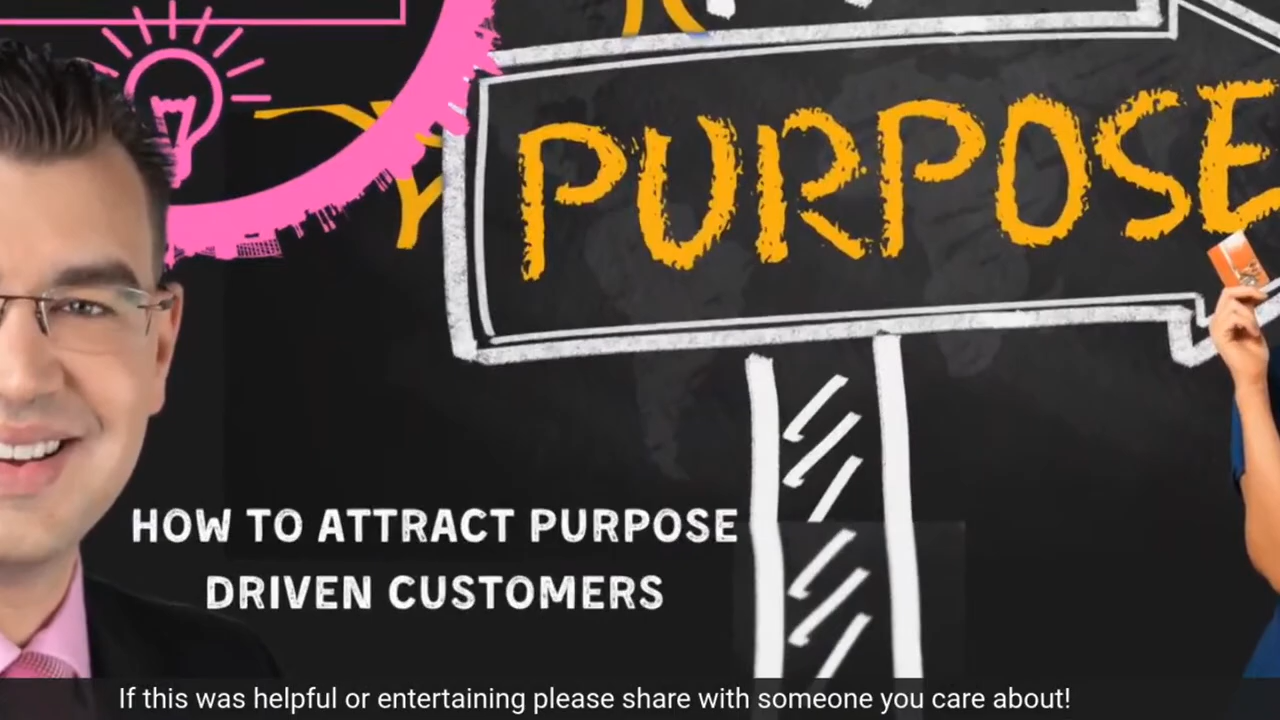 PURPOSE
HOW TO ATTRACT PURPOSE
DRIVEN CUSTOMERS
If this was helpful or entertaining please share with someone you care about!